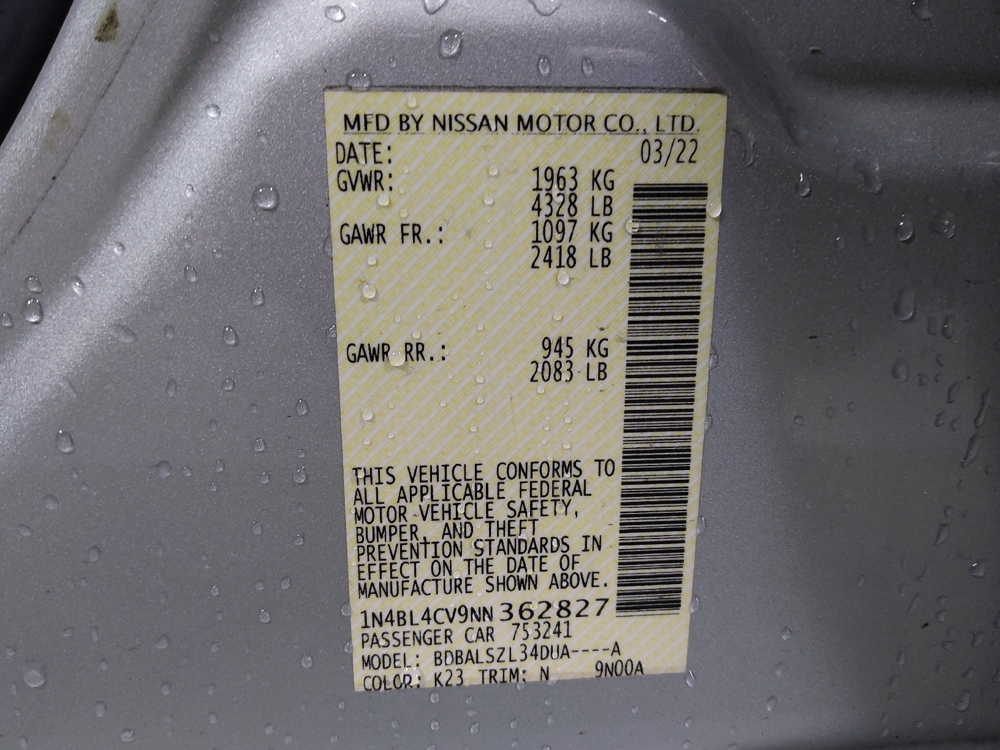 MFD BY NISSAN MOTOR CO., LTD.
DATE: 03/22
GVWR: 1963 KG
4328 LB
GAWR FR.: 1097 KG
2418 LB
GAWR RR.: 945 KG
2083 LB
THIS VEHICLE CONFORMS TO
ALL APPLICABLE FEDERAL
MOTOR VEHICLE SAFETY,
BUMPER, AND THEFT
PREVENTION STANDARDS IN
EFFECT ON THE DATE OF
MANUFACTURE SHOWN ABOVE.
1N4BL4CV9NN362827
PASSENGER CAR 753241
MODEL: BDBALSZL34DUA----A
COLOR: K23 TRIM: N 9N00A